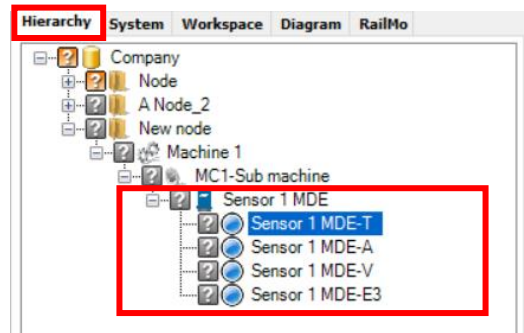 Hierarchy System Workspace Diagram RailMo
Company
Node
A Node_2
New node
Machine 1
MC1-Sub machine
Sensor 1 MDE
Sensor 1 MDE-T
Sensor 1 MDE-A
Sensor 1 MDE-V
Sensor 1 MDE-E3